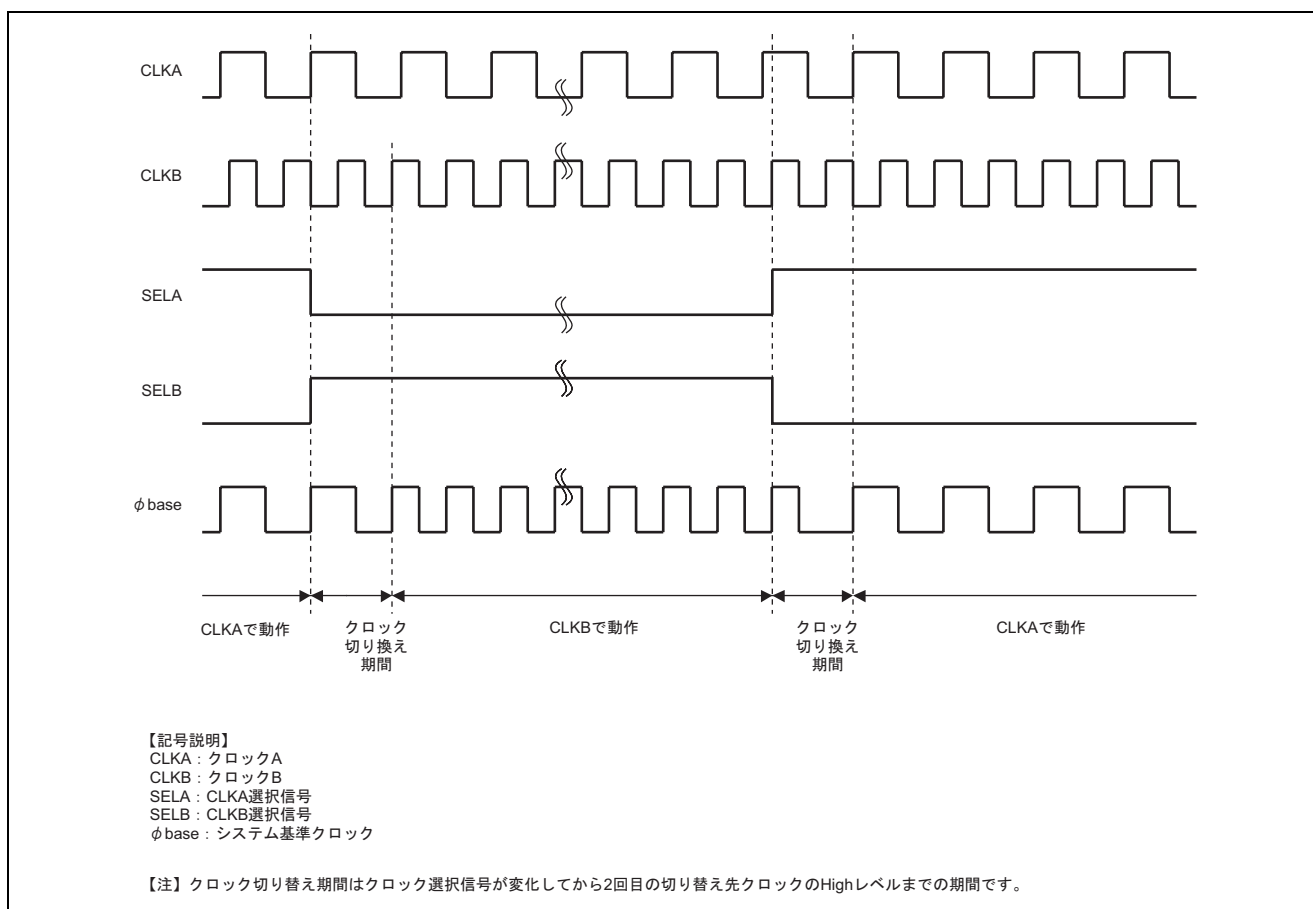 CLKA
CLKB
SELA
SELB
φbase
CLKAで動作
クロック
切り換え
期間
CLKBで動作
クロック
切り換え
期間
CLKAで動作
【記号説明】
CLKA：クロックA
CLKB：クロックB
SELA：CLKA選択信号
SELB：CLKB選択信号
φbase：システム基準クロック
【注】クロック切り替え期間はクロック選択信号が変化してから2回目の切り替え先クロックのHighレベルまでの期間です。